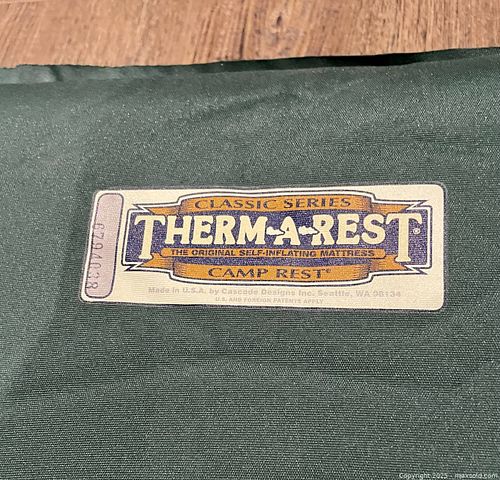 CLASSIC SERIES
THERM-A-REST®
THE ORIGINAL SELF-INFLATING MATTRESS
CAMP REST®
Made in U.S.A. by Cascade Designs Inc. Seattle, WA 98134
U.S. AND FOREIGN PATENTS APPLY
Copyright 2025 - maxsold.com